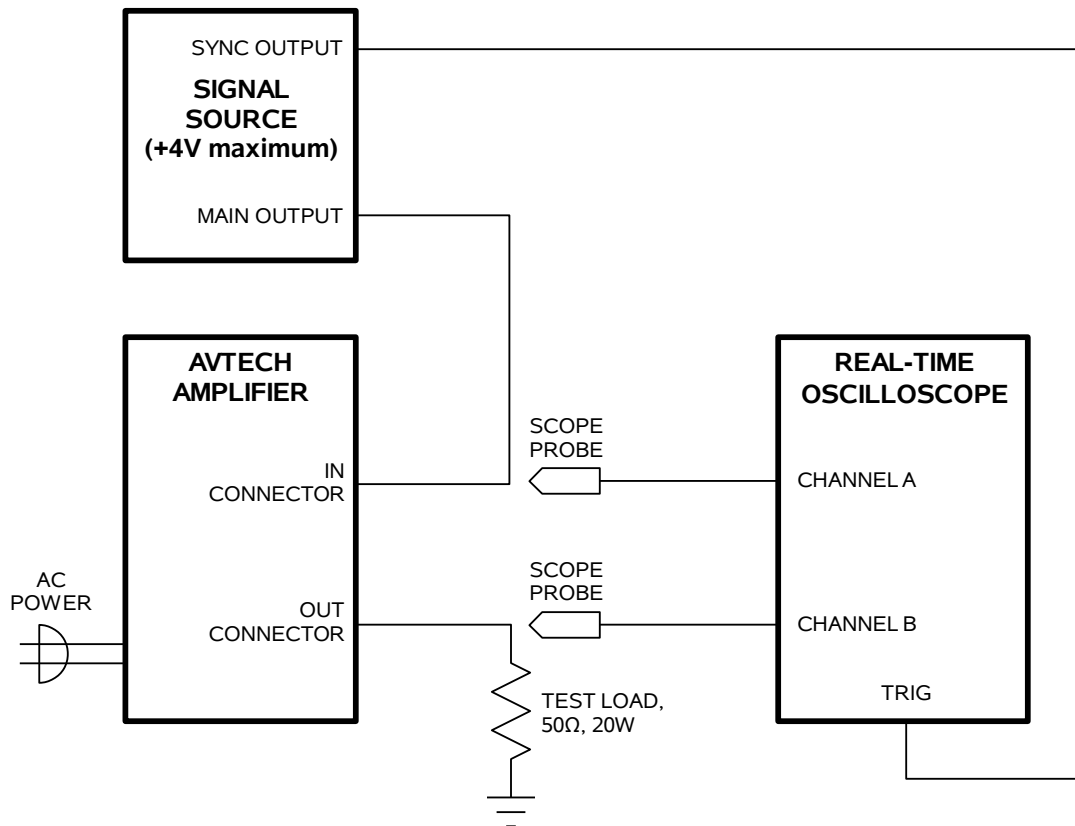 SYNC OUTPUT
SIGNAL
SOURCE
(+4V maximum)
MAIN OUTPUT
AVTECH
AMPLIFIER
IN
CONNECTOR
OUT
CONNECTOR
AC
POWER
SCOPE
PROBE
SCOPE
PROBE
TEST LOAD,
50Ω, 20W
REAL-TIME
OSCILLOSCOPE
CHANNEL A
CHANNEL B
TRIG